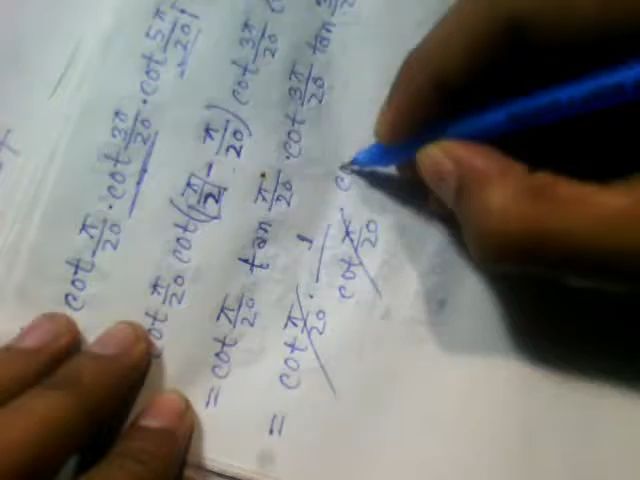 cot π/20 · cot 3π/20 · cot 5π/20
cot π/20 cot(π/2 - π/20) cot 3π/20
= cot π/20 · tan π/20 · cot 3π/20 tan
= cot π/20 · 1/cot π/20